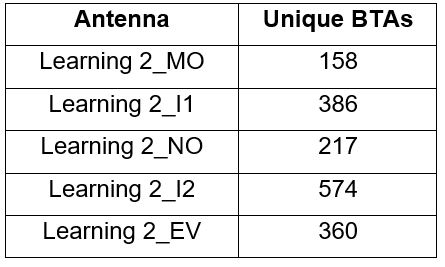 Antenna Unique BTAs
Learning 2_MO 158
Learning 2_I1 386
Learning 2_NO 217
Learning 2_I2 574
Learning 2_EV 360